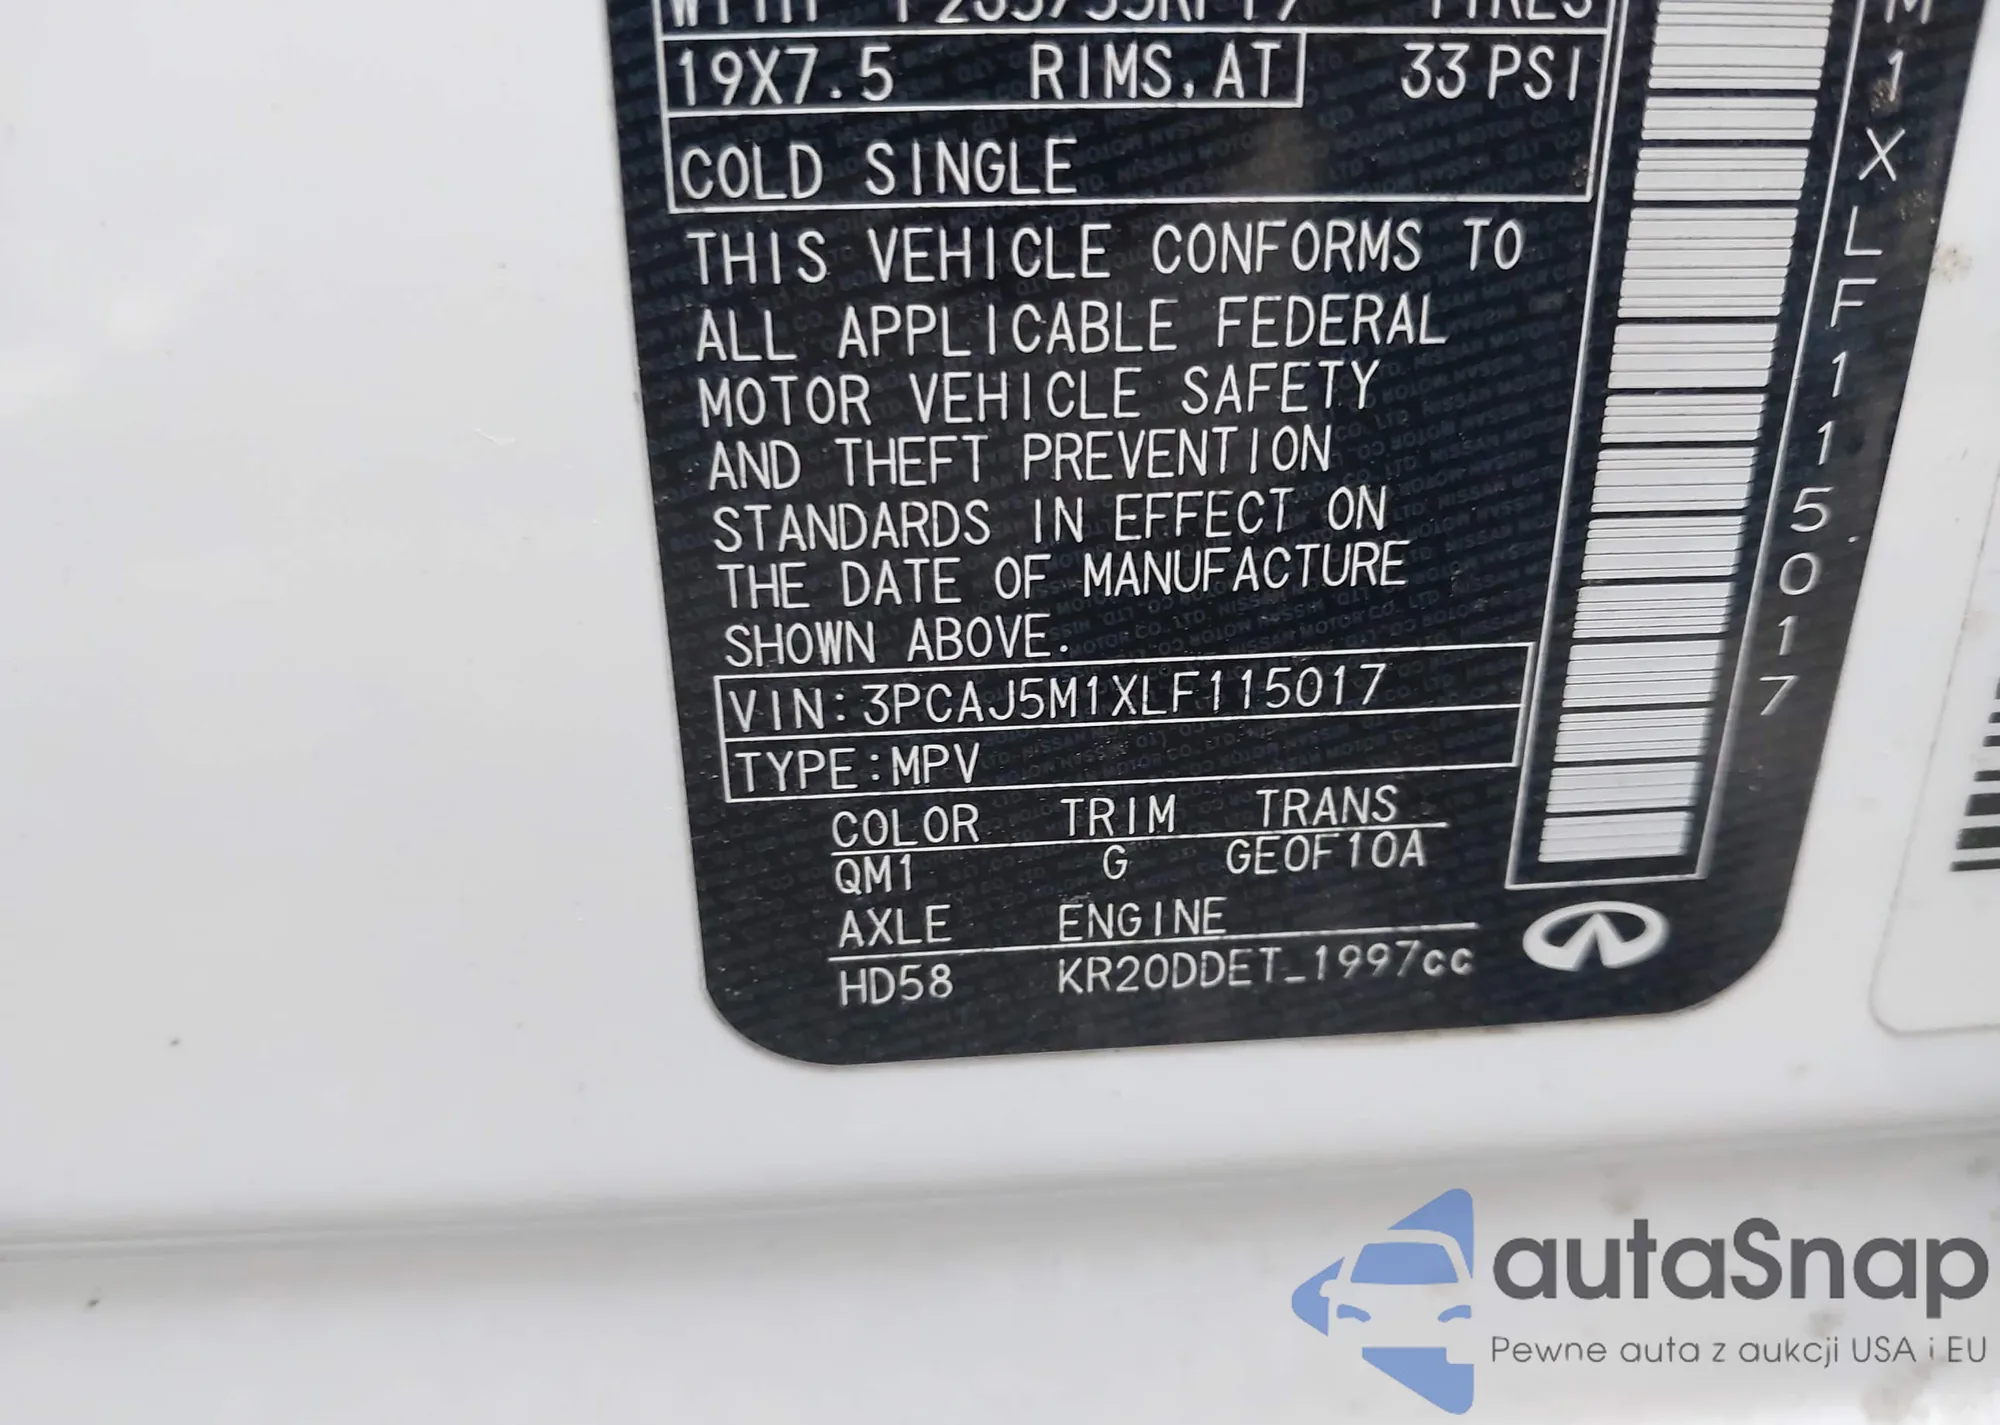 19X7.5 RIMS,AT 33 PSI
COLD SINGLE
THIS VEHICLE CONFORMS TO
ALL APPLICABLE FEDERAL
MOTOR VEHICLE SAFETY
AND THEFT PREVENTION
STANDARDS IN EFFECT ON
THE DATE OF MANUFACTURE
SHOWN ABOVE.
VIN:3PCAJ5M1XLF115017
TYPE:MPV
COLOR TRIM TRANS
QM1 G GE0F10A
AXLE ENGINE
HD58 KR20DDET_1997cc
M1XLF115017
autaSnap
Pewne auta z aukcji USA i EU